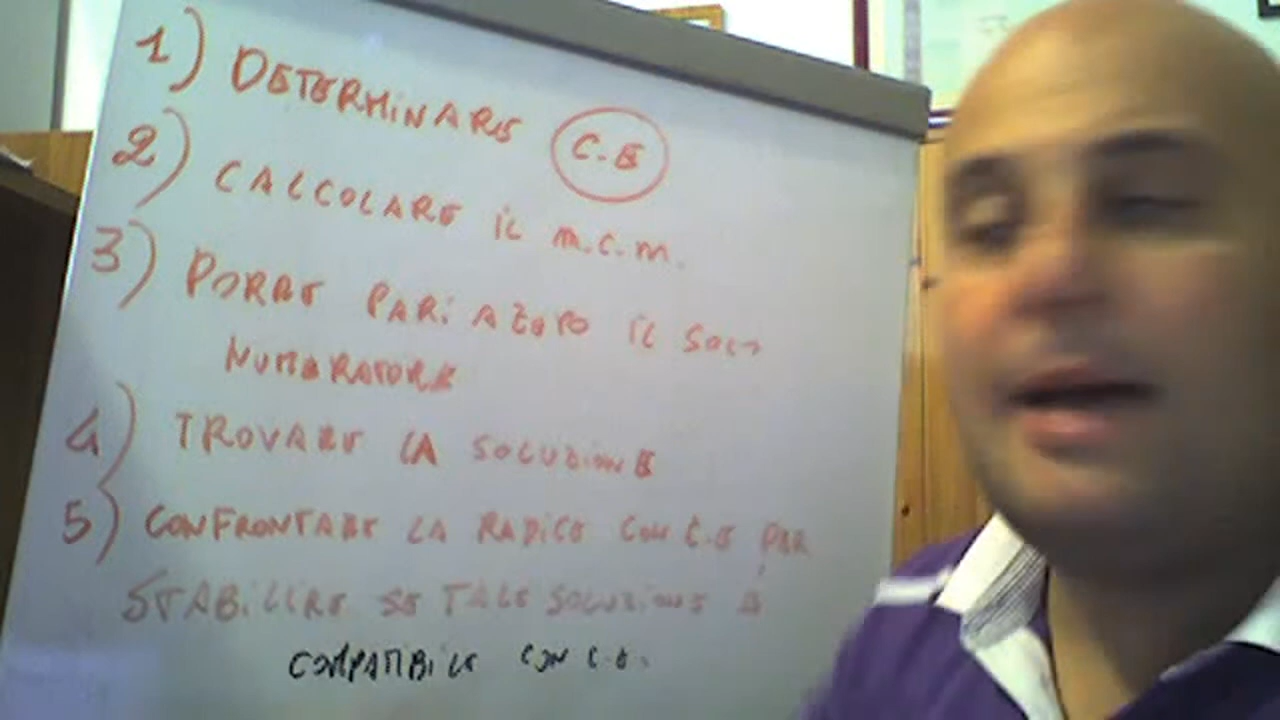 1) DETERMINARE C.E
2) CALCOLARE iL m.c.m.
3) PORRE PARi A ZERO iL SOLO
NUMERATORE
4) TROVARE LA SOLUZIONE
5) CONFRONTARE LA RADICE CON C.E PER
STABiLIRE SE TALE SOLUZIONE è
COMPATIBiLE CON C.E.